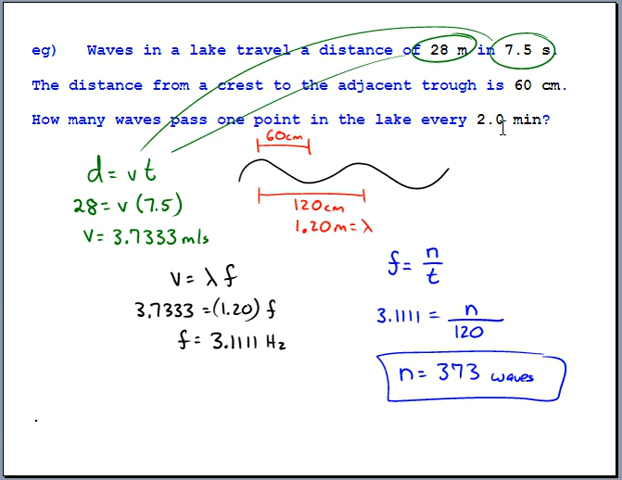 eg) Waves in a lake travel a distance of 28 m in 7.5 s.
The distance from a crest to the adjacent trough is 60 cm.
How many waves pass one point in the lake every 2.0 min?
60cm
d = vt
28 = v (7.5)
v = 3.7333 m/s
120cm
1.20m = λ
v = λ f
3.7333 = (1.20) f
f = 3.1111 Hz
f = n/t
3.1111 = n/120
n = 373 waves